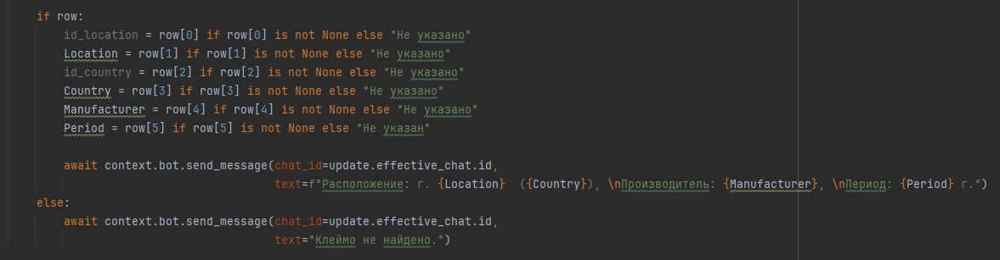 if row:
id_location = row[0] if row[0] is not None else "Не указано"
Location = row[1] if row[1] is not None else "Не указано"
id_country = row[2] if row[2] is not None else "Не указано"
Country = row[3] if row[3] is not None else "Не указано"
Manufacturer = row[4] if row[4] is not None else "Не указано"
Period = row[5] if row[5] is not None else "Не указан"
await context.bot.send_message(chat_id=update.effective_chat.id,
text=f"Расположение: г. {Location}  ({Country}), \nПроизводитель: {Manufacturer}, \nПериод: {Period} г.")
else:
await context.bot.send_message(chat_id=update.effective_chat.id,
text="Клеймо не найдено.")